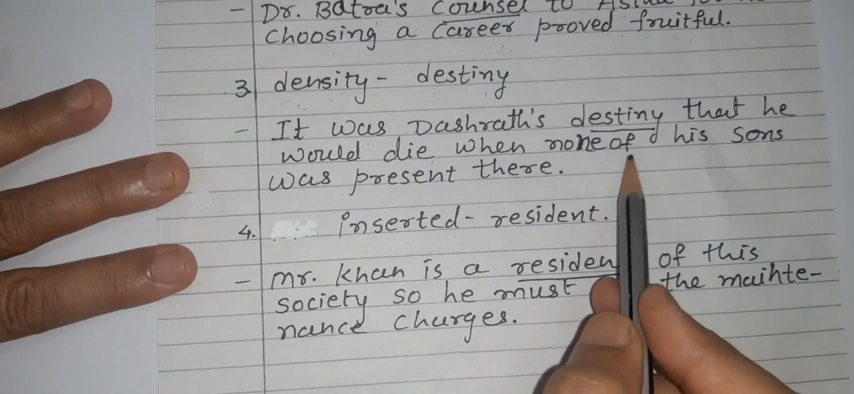 - Dr. Batra's counsel to
choosing a career proved fruitful.
3. density - destiny
- It was Dashrath's destiny that he
would die when none of his sons
was present there.
4. inserted - resident.
- Mr. Khan is a residen of this
society so he must the mainte-
nance charges.